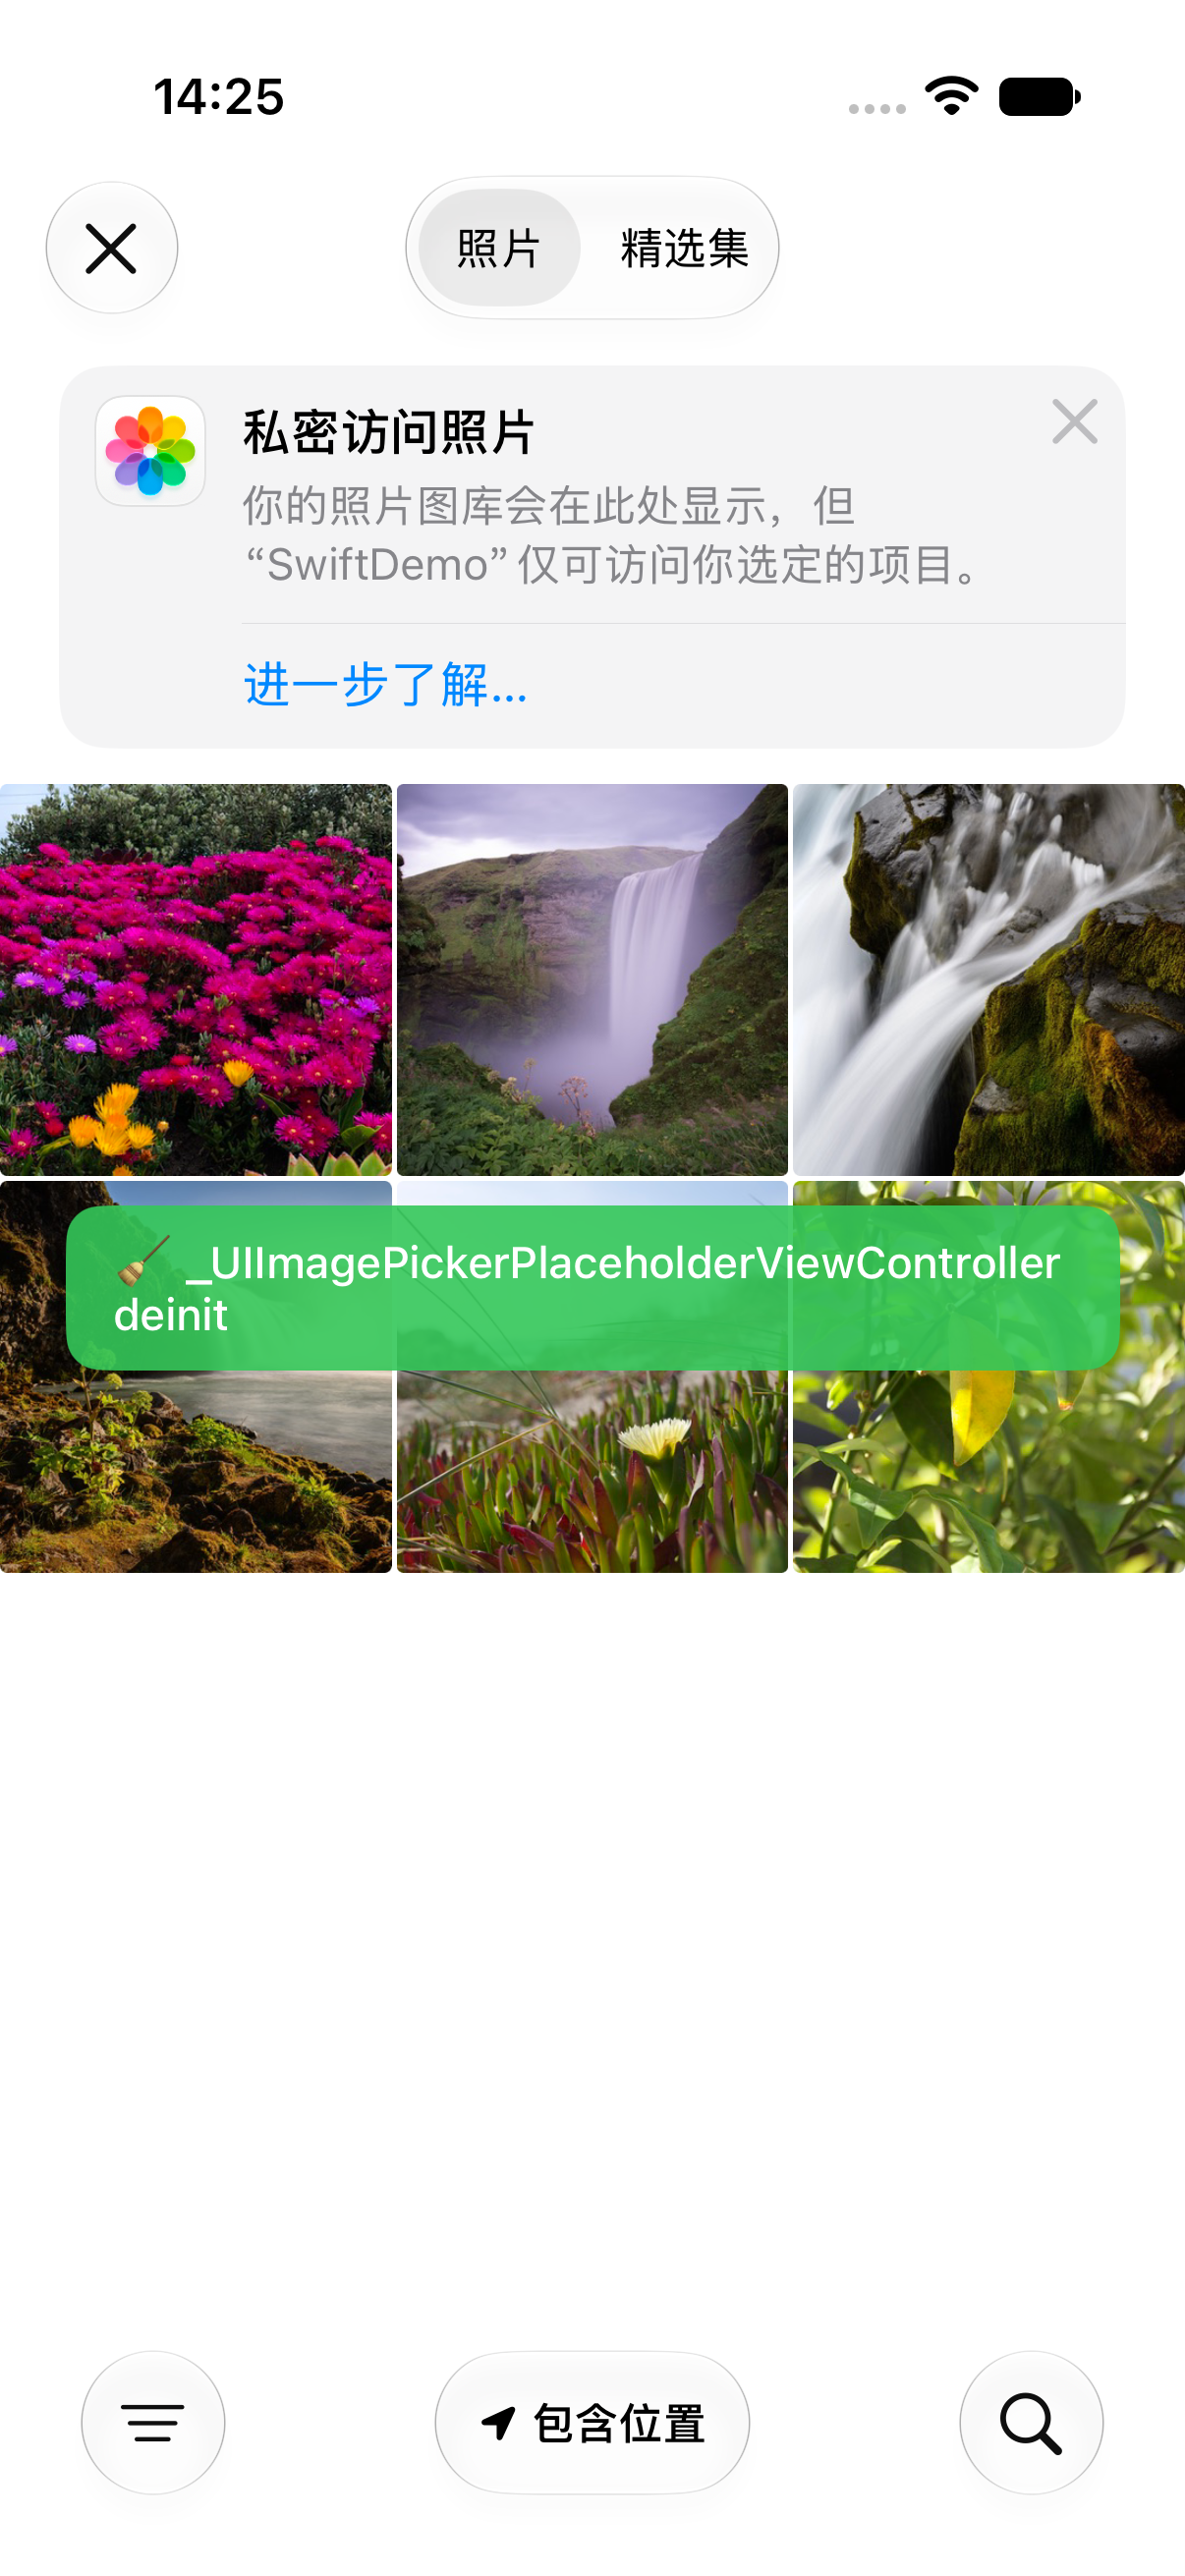 14:25
照片
精选集
私密访问照片
你的照片图库会在此处显示，但
“SwiftDemo”仅可访问你选定的项目。
进一步了解...
🧹 _UIImagePickerPlaceholderViewController
deinit
包含位置